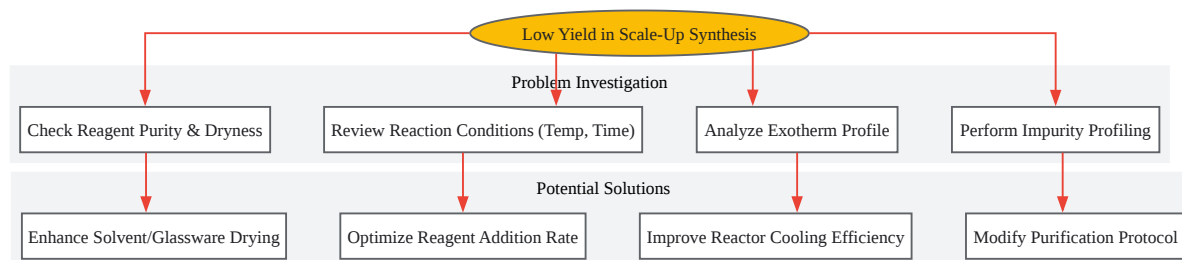 Low Yield in Scale-Up Synthesis
Problem Investigation
Check Reagent Purity & Dryness
Review Reaction Conditions (Temp, Time)
Analyze Exotherm Profile
Perform Impurity Profiling
Potential Solutions
Enhance Solvent/Glassware Drying
Optimize Reagent Addition Rate
Improve Reactor Cooling Efficiency
Modify Purification Protocol